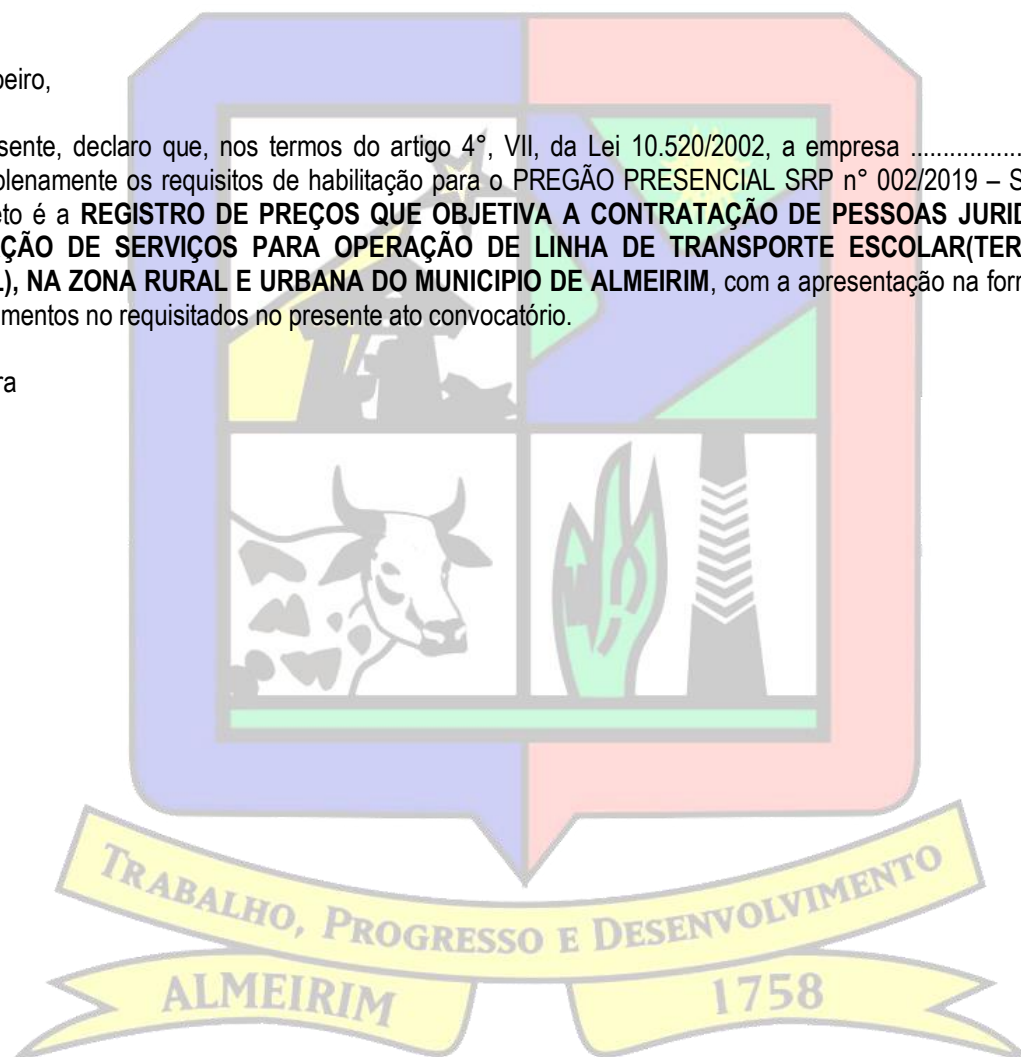 beiro,
sente, declaro que, nos termos do artigo 4°, VII, da Lei 10.520/2002, a empresa ..................
olenamente os requisitos de habilitação para o PREGÃO PRESENCIAL SRP n° 002/2019 – S
eto é a REGISTRO DE PREÇOS QUE OBJETIVA A CONTRATAÇÃO DE PESSOAS JURID
ÇÃO DE SERVIÇOS PARA OPERAÇÃO DE LINHA DE TRANSPORTE ESCOLAR(TER
L), NA ZONA RURAL E URBANA DO MUNICIPIO DE ALMEIRIM, com a apresentação na forn
mentos no requisitados no presente ato convocatório.
ra
TRABALHO, PROGRESSO E DESENVOLVIMENTO
ALMEIRIM 1758